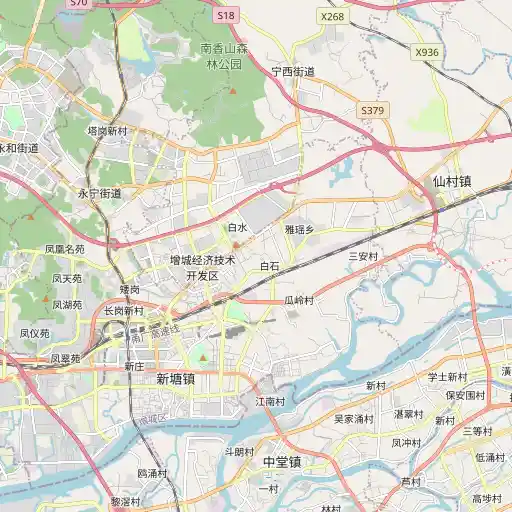 S70
S18
X268
南香山森
林公园
宁西街道
X936
S379
塔岗新村
永和街道
永宁街道
仙村镇
白水
雅瑶乡
凤凰名苑
增城经济技术
开发区
白石
三安村
凤天苑
矮岗
凤湖苑
长岗新村
瓜岭村
凤仪苑
凤翠苑
新庄
新塘镇
新村
学士新村
保安围村
江南村
吴家涌村
湛翠村
三等村
斗朗村
凤冲村
中堂镇
低涌村
鸥涌村
一村
芦村
高埗村
黎滘村
林村